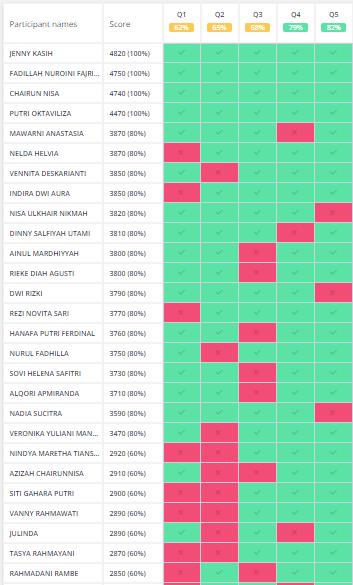 Participant names Score Q1 Q2 Q3 Q4 Q5
62% 65% 68% 79% 82%
JENNY KASIH 4820 (100%)
FADILLAH NUROINI FAJRI... 4750 (100%)
CHAIRUN NISA 4740 (100%)
PUTRI OKTAVILIZA 4470 (100%)
MAWARNI ANASTASIA 3870 (80%)
NELDA HELVIA 3870 (80%)
VENNITA DESKARIANTI 3850 (80%)
INDIRA DWI AURA 3850 (80%)
NISA ULKHAIR NIKMAH 3820 (80%)
DINNY SALFIYAH UTAMI 3810 (80%)
AINUL MARDHIYYAH 3800 (80%)
RIEKE DIAH AGUSTI 3800 (80%)
DWI RIZKI 3790 (80%)
REZI NOVITA SARI 3770 (80%)
HANAFA PUTRI FERDINAL 3760 (80%)
NURUL FADHILLA 3750 (80%)
SOVI HELENA SAFITRI 3730 (80%)
ALQORI APMIRANDA 3710 (80%)
NADIA SUCITRA 3590 (80%)
VERONIKA YULIANI MAN... 3470 (80%)
NINDYA MARETHA TIANS... 2920 (60%)
AZIZAH CHAIRUNNISA 2910 (60%)
SITI GAHARA PUTRI 2900 (60%)
VANNY RAHMAWATI 2890 (60%)
JULINDA 2890 (60%)
TASYA RAHMAYANI 2870 (60%)
RAHMADANI RAMBE 2850 (60%)